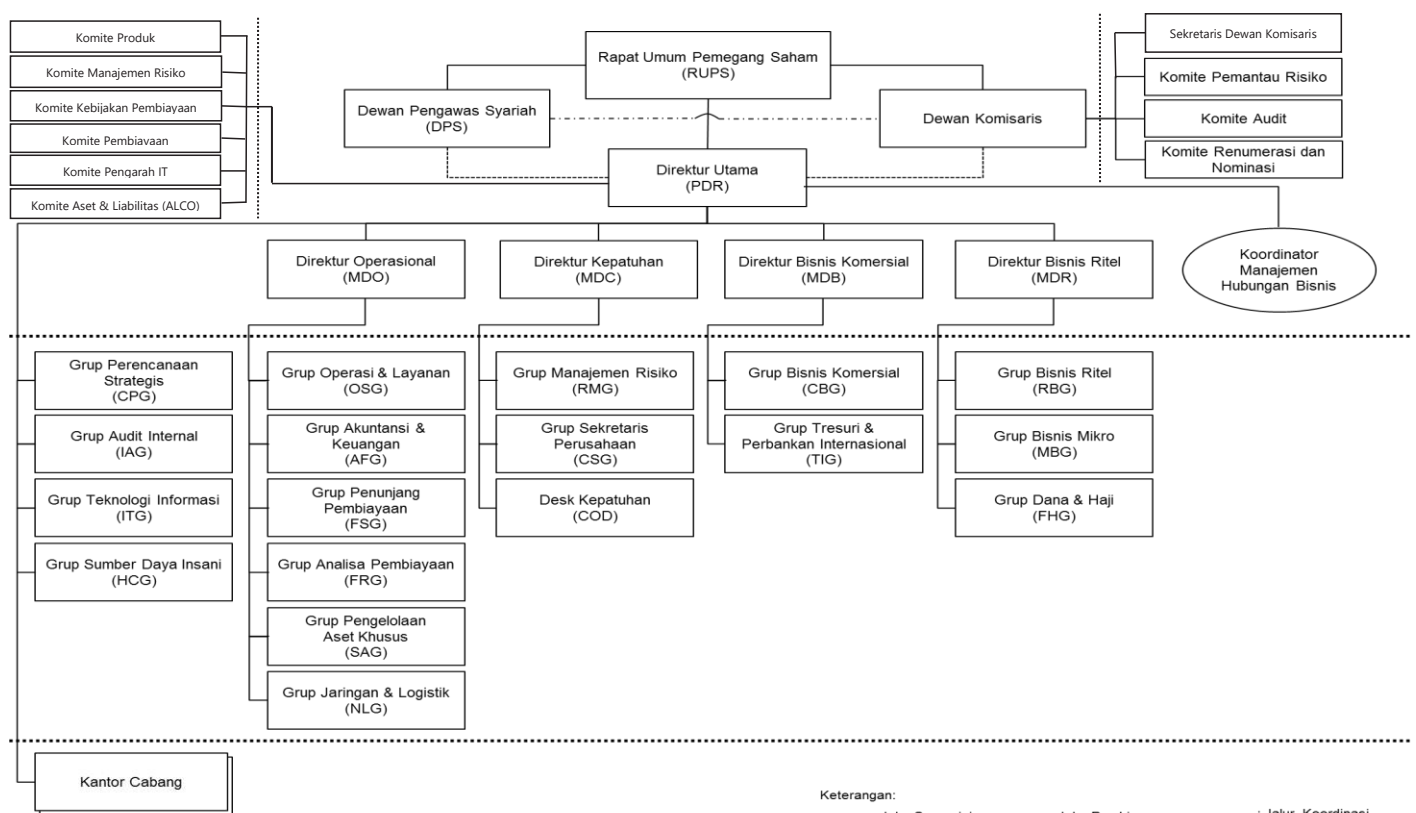 Komite Produk
Komite Manajemen Risiko
Komite Kebijakan Pembiayaan
Komite Pembiayaan
Komite Pengarah IT
Komite Aset & Liabilitas (ALCO)
Rapat Umum Pemegang Saham
(RUPS)
Dewan Pengawas Syariah
(DPS)
Dewan Komisaris
Direktur Utama
(PDR)
Sekretaris Dewan Komisaris
Komite Pemantau Risiko
Komite Audit
Komite Renumerasi dan
Nominasi
Direktur Operasional
(MDO)
Direktur Kepatuhan
(MDC)
Direktur Bisnis Komersial
(MDB)
Direktur Bisnis Ritel
(MDR)
Koordinator
Manajemen
Hubungan Bisnis
Grup Perencanaan
Strategis
(CPG)
Grup Audit Internal
(IAG)
Grup Teknologi Informasi
(ITG)
Grup Sumber Daya Insani
(HCG)
Grup Operasi & Layanan
(OSG)
Grup Akuntansi &
Keuangan
(AFG)
Grup Penunjang
Pembiayaan
(FSG)
Grup Analisa Pembiayaan
(FRG)
Grup Pengelolaan
Aset Khusus
(SAG)
Grup Jaringan & Logistik
(NLG)
Grup Manajemen Risiko
(RMG)
Grup Sekretaris
Perusahaan
(CSG)
Desk Kepatuhan
(COD)
Grup Bisnis Komersial
(CBG)
Grup Tresuri &
Perbankan Internasional
(TIG)
Grup Bisnis Ritel
(RBG)
Grup Bisnis Mikro
(MBG)
Grup Dana & Haji
(FHG)
Kantor Cabang
Keterangan:
: Jalur Koordinasi